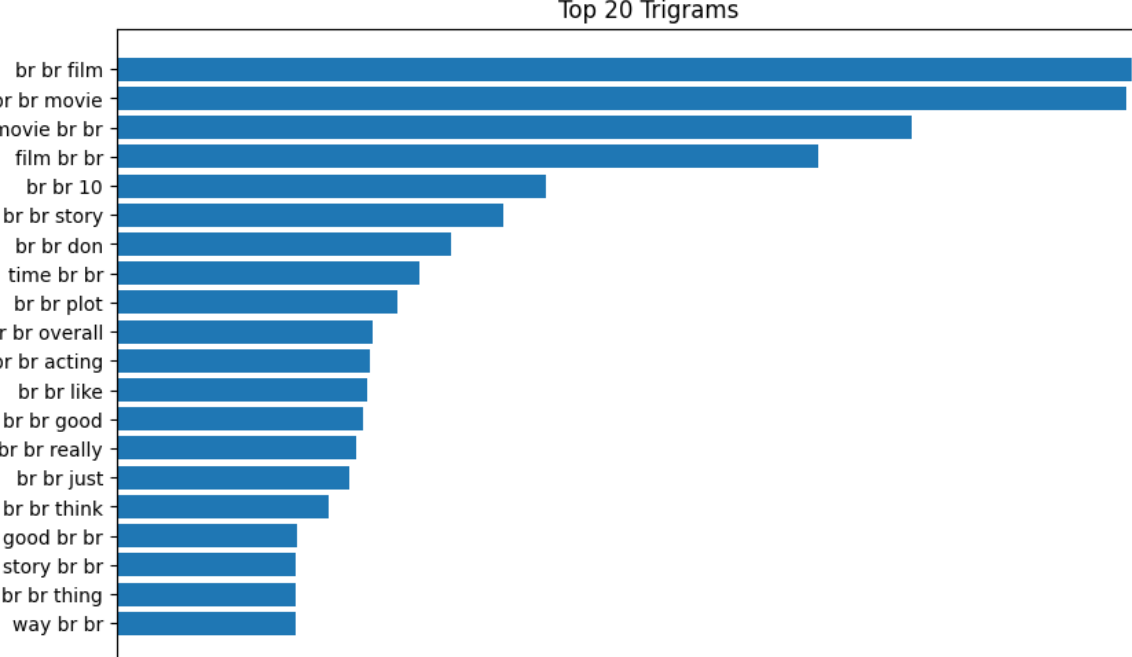 Top 20 Trigrams
br br film
br br movie
movie br br
film br br
br br 10
br br story
br br don
time br br
br br plot
r br overall
br br acting
br br like
br br good
br br really
br br just
br br think
good br br
story br br
br br thing
way br br